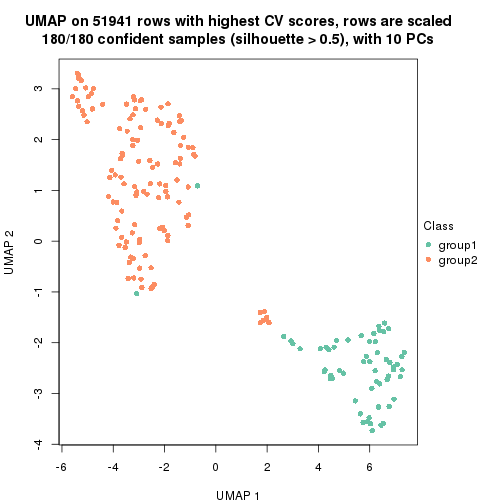 UMAP on 51941 rows with highest CV scores, rows are scaled
180/180 confident samples (silhouette > 0.5), with 10 PCs
3
2
1
0
-1
-2
-3
-4
UMAP 2
-6
-4
-2
0
2
4
6
UMAP 1
Class
group1
group2